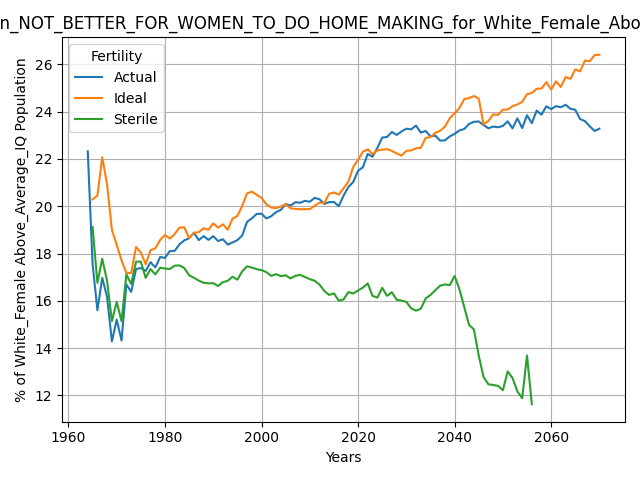 n_NOT_BETTER_FOR_WOMEN_TO_DO_HOME_MAKING_for_White_Female_Abo
Fertility
Actual
Ideal
Sterile
% of White_Female Above_Average_IQ Population
26
24
22
20
18
16
14
12
1960 1980 2000 2020 2040 2060
Years